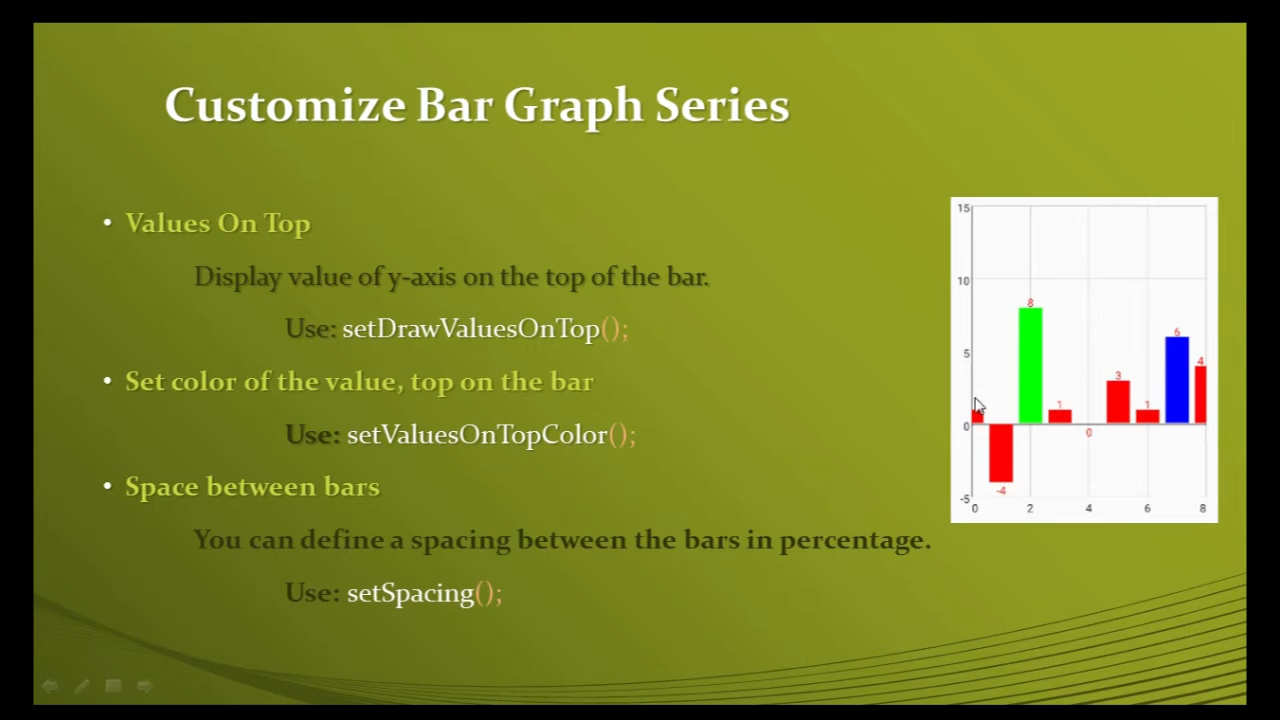 Customize Bar Graph Series
• Values On Top
Display value of y-axis on the top of the bar.
Use: setDrawValuesOnTop();
• Set color of the value, top on the bar
Use: setValuesOnTopColor();
• Space between bars
You can define a spacing between the bars in percentage.
Use: setSpacing();
15
10
5
0
-5
8
1
3
1
6
4
0
-4
0 2 4 6 8